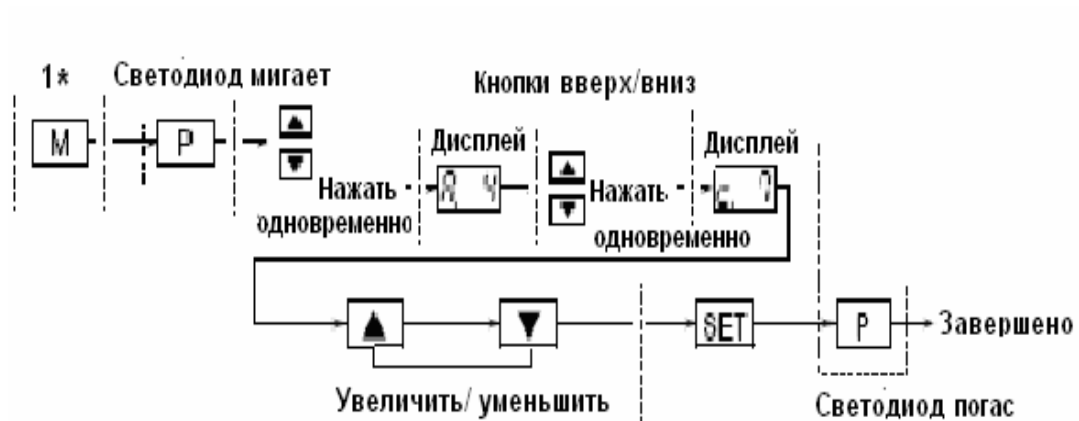 1*
Светодиод мигает
Кнопки вверх/вниз
M
P
Нажать
одновременно
Дисплей
Нажать
одновременно
Дисплей
SET
P
Завершено
Увеличить/ уменьшить
Светодиод погас